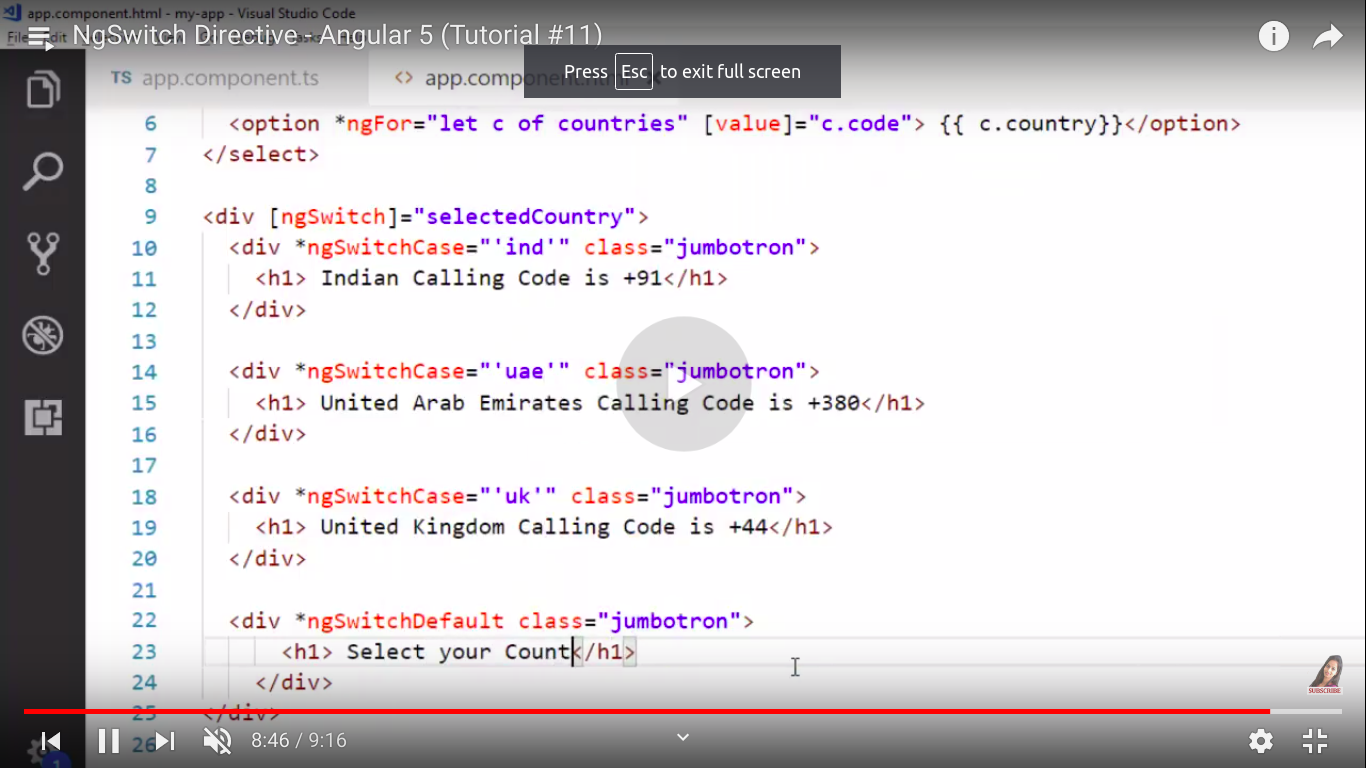 app.component.html - my-app - Visual Studio Code
NgSwitch Directive - Angular 5 (Tutorial #11)
Press Esc to exit full screen
TS app.component.ts
<> app.component.html
6 <option *ngFor="let c of countries" [value]="c.code"> {{ c.country}}</option>
7 </select>
8
9 <div [ngSwitch]="selectedCountry">
10 <div *ngSwitchCase="'ind'" class="jumbotron">
11 <h1> Indian Calling Code is +91</h1>
12 </div>
13
14 <div *ngSwitchCase="'uae'" class="jumbotron">
15 <h1> United Arab Emirates Calling Code is +380</h1>
16 </div>
17
18 <div *ngSwitchCase="'uk'" class="jumbotron">
19 <h1> United Kingdom Calling Code is +44</h1>
20 </div>
21
22 <div *ngSwitchDefault class="jumbotron">
23 <h1> Select your Count</h1>
24 </div>
SUBSCRIBE
25 </div>
26
8:46 / 9:16
1